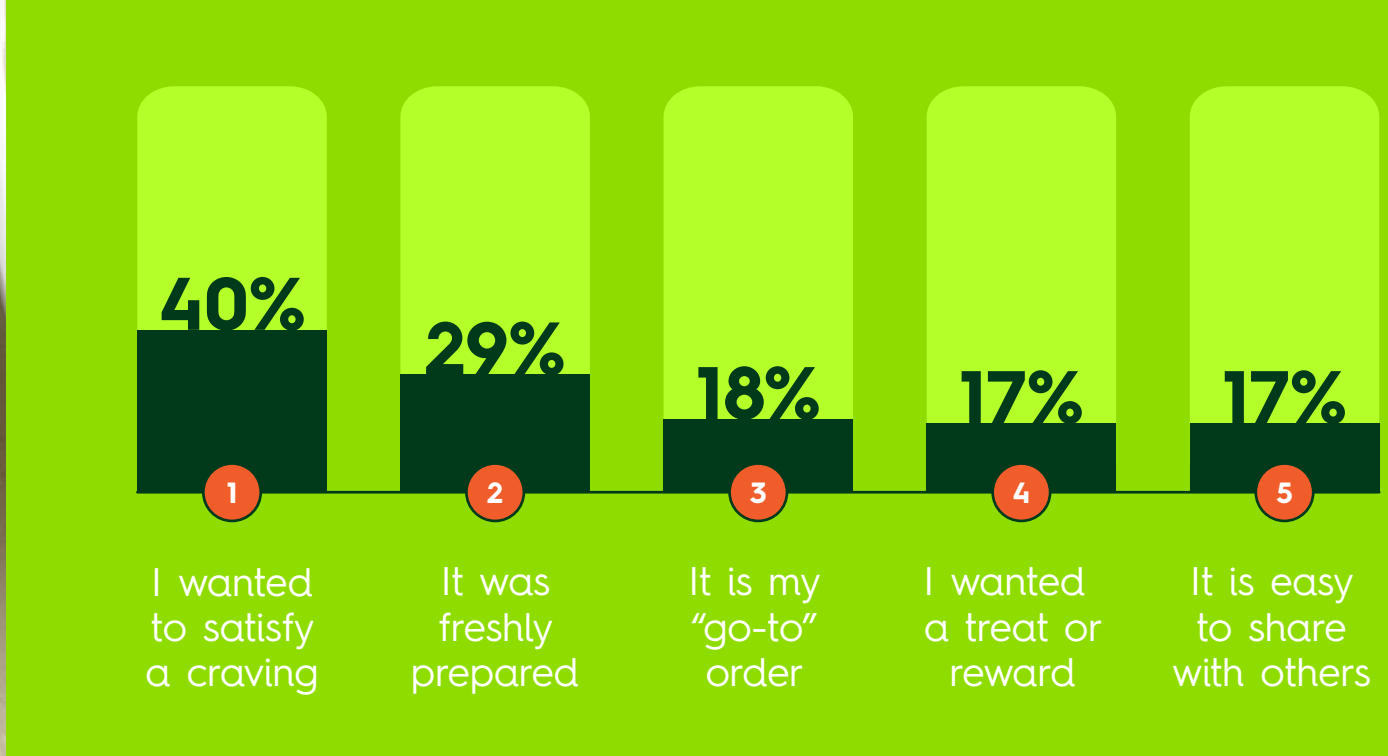 40%
29%
18%
17%
17%
1
2
3
4
5
I wanted
to satisfy
a craving
It was
freshly
prepared
It is my
“go-to”
order
I wanted
a treat or
reward
It is easy
to share
with others